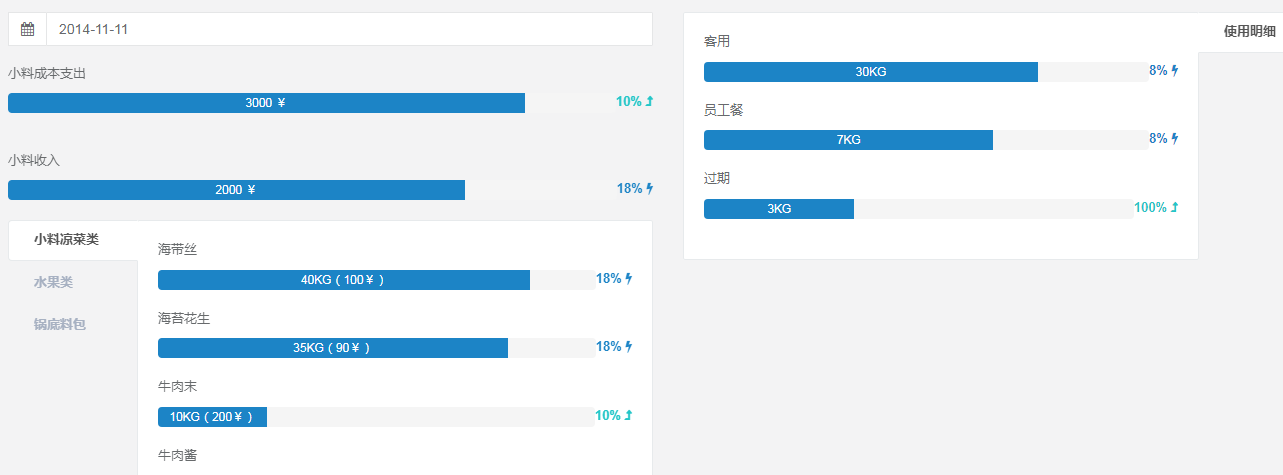 2014-11-11
小料成本支出
3000 ¥
10%
小料收入
2000 ¥
18%
小料凉菜类
水果类
锅底料包
海带丝
40KG ( 100¥ )
18%
海苔花生
35KG ( 90¥ )
18%
牛肉末
10KG ( 200¥ )
10%
牛肉酱
使用明细
客用
30KG
8%
员工餐
7KG
8%
过期
3KG
100%